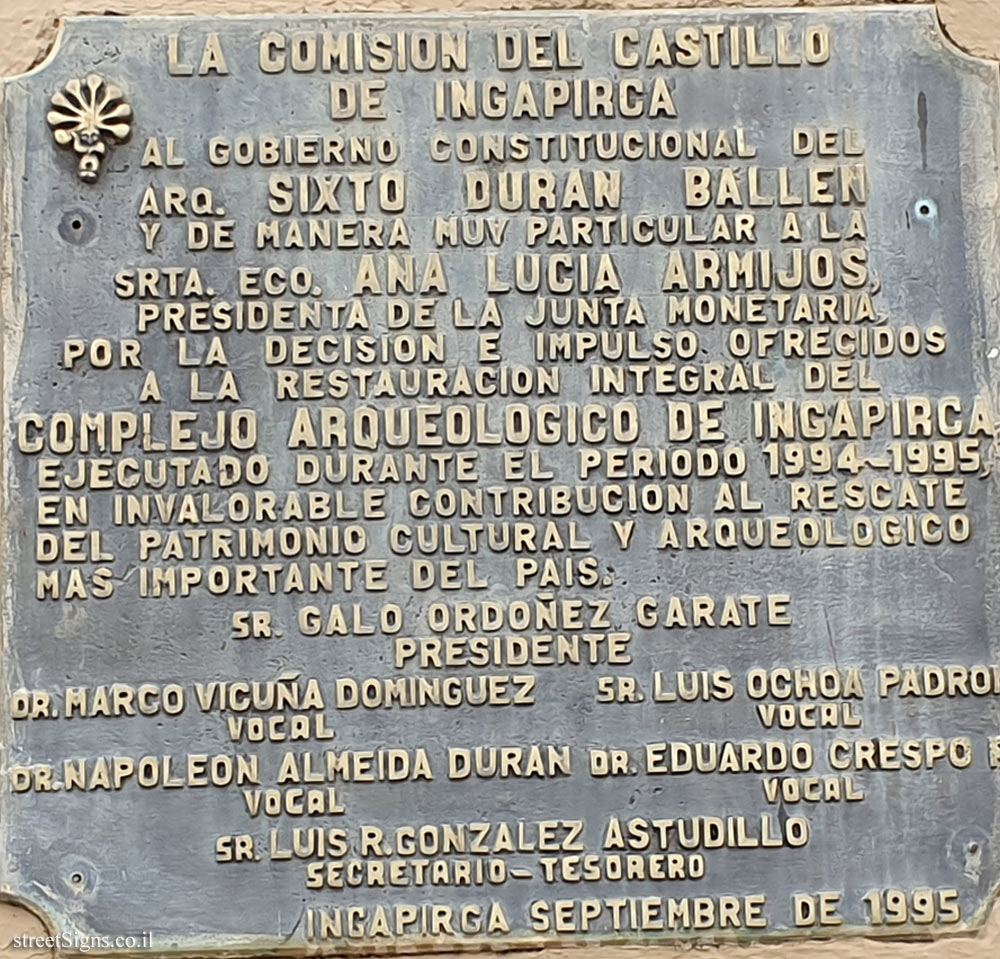 LA COMISION DEL CASTILLO
DE INGAPIRCA
AL GOBIERNO CONSTITUCIONAL DEL
ARQ. SIXTO DURAN BALLEN
Y DE MANERA MUY PARTICULAR A LA
SRTA. ECO. ANA LUCIA ARMIJOS,
PRESIDENTA DE LA JUNTA MONETARIA,
POR LA DECISION E IMPULSO OFRECIDOS
A LA RESTAURACION INTEGRAL DEL
COMPLEJO ARQUEOLOGICO DE INGAPIRCA
EJECUTADO DURANTE EL PERIODO 1994-1995,
EN INVALORABLE CONTRIBUCION AL RESCATE
DEL PATRIMONIO CULTURAL Y ARQUEOLOGICO
MAS IMPORTANTE DEL PAIS.
SR. GALO ORDOÑEZ GARATE
PRESIDENTE
DR. MARCO VICUÑA DOMINGUEZ SR. LUIS OCHOA
VOCAL VOCAL
DR. NAPOLEON ALMEIDA DURAN DR. EDUARDO CRESPO
VOCAL VOCAL
SR. LUIS R. GONZALEZ ASTUDILLO
SECRETARIO-TESORERO
INGAPIRCA SEPTIEMBRE DE 1995
streetSigns.co.il